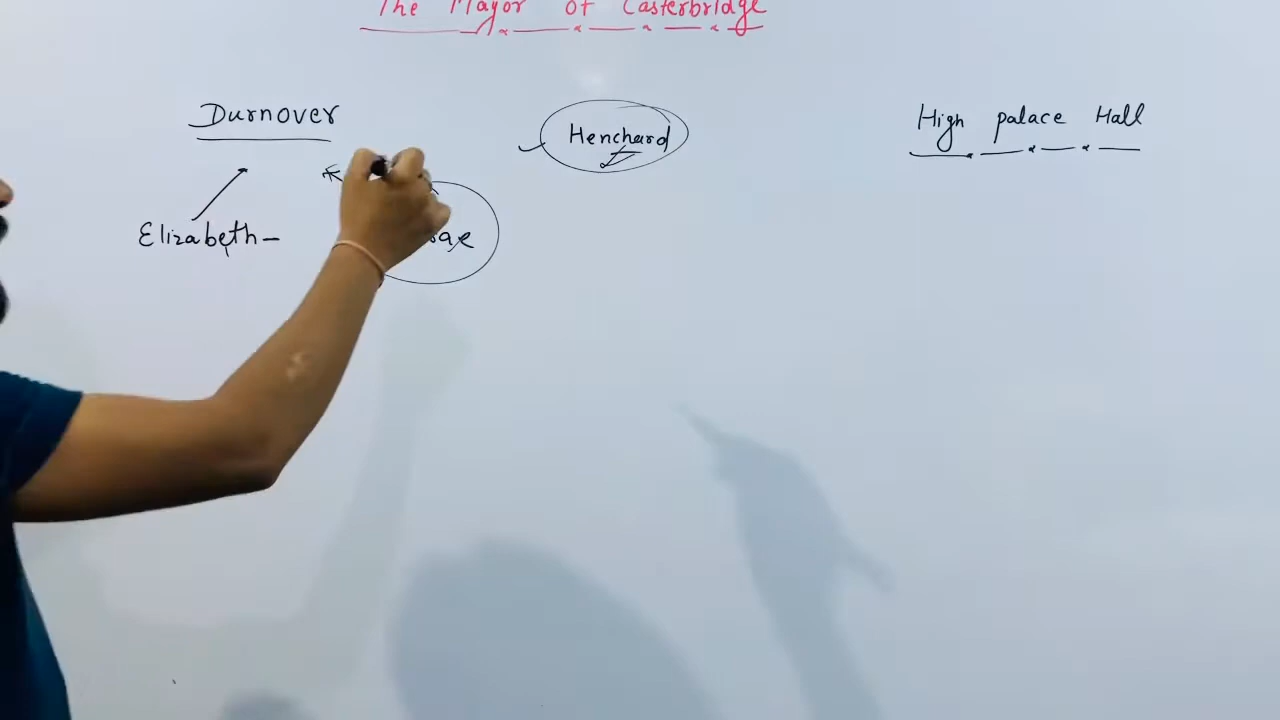 The Mayor Of Casterbridge
Durnover
Henchard
High palace Hall
Elizabeth-